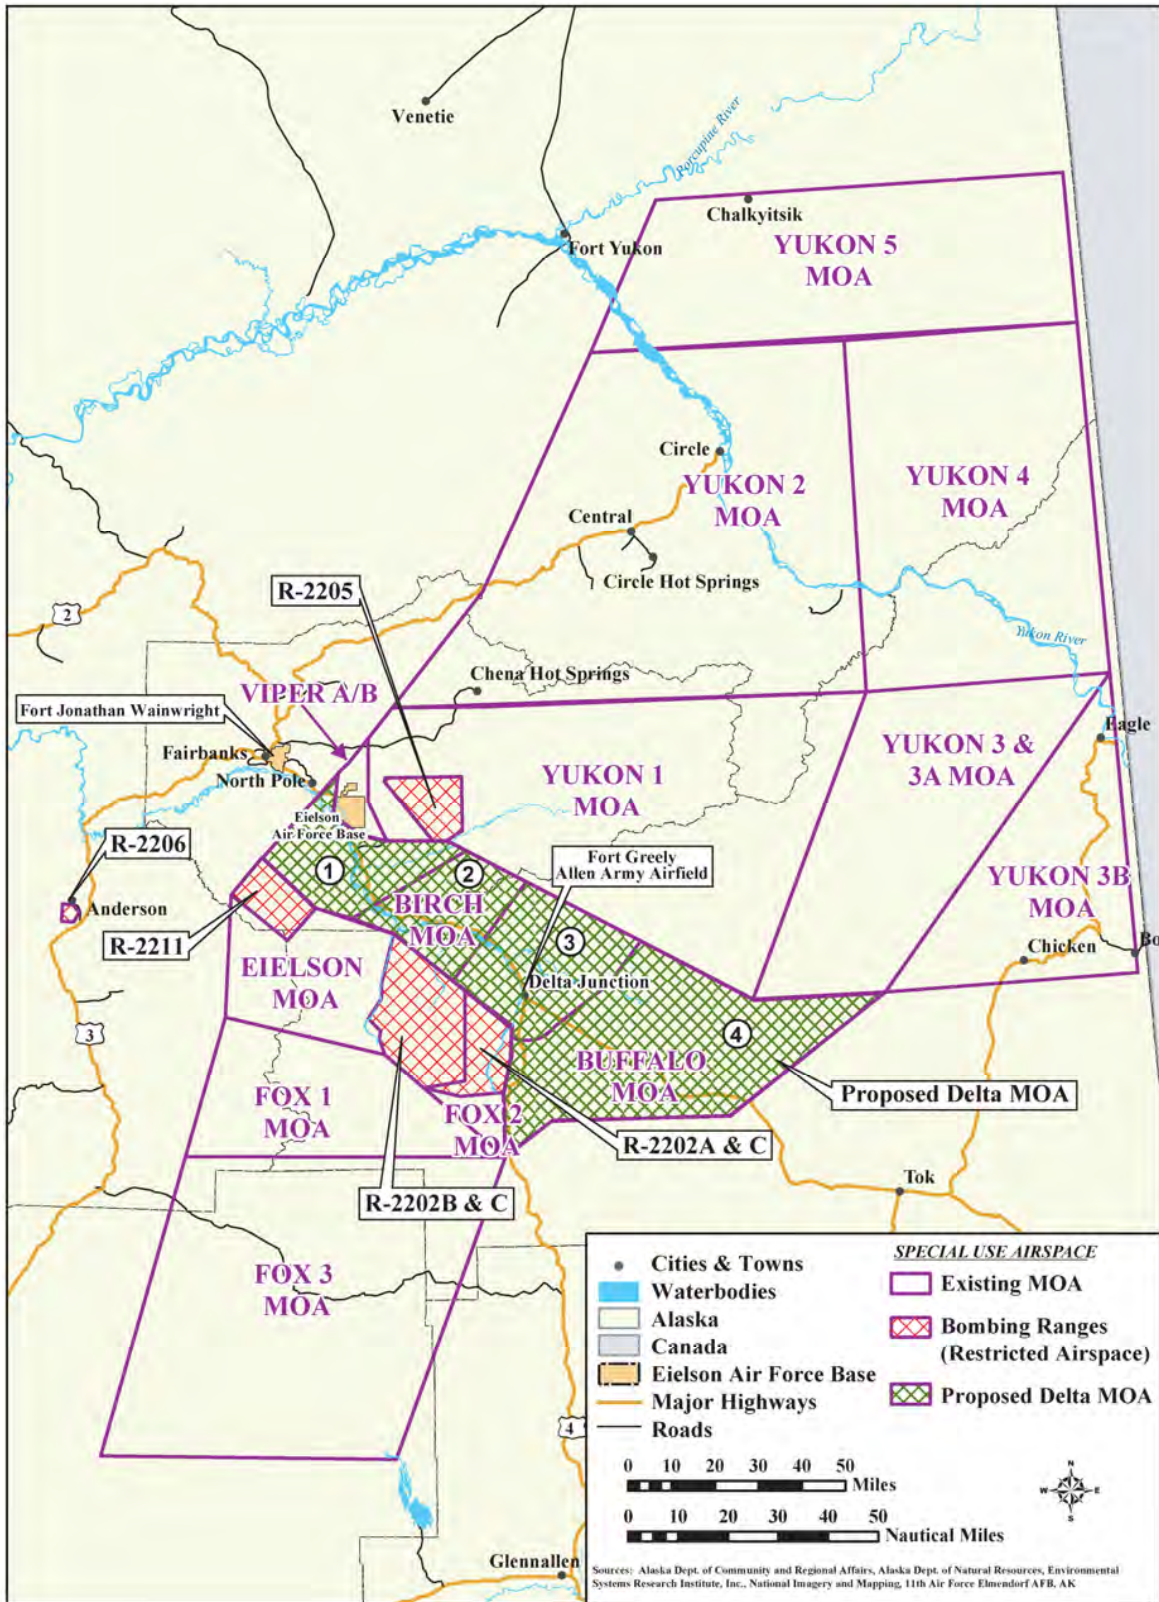 Venetie
Porcupine River
Chalkyitsik
YUKON 5
MOA
Fort Yukon
Circle
YUKON 2
MOA
YUKON 4
MOA
Central
Circle Hot Springs
R-2205
2
Yukon River
Chena Hot Springs
VIPER A/B
Fort Jonathan Wainwright
Fairbanks
North Pole
Eagle
YUKON 3 &
3A MOA
YUKON 1
MOA
Eielson
Air Force Base
R-2206
1
2
Fort Greely
Allen Army Airfield
YUKON 3B
MOA
Anderson
BIRCH
MOA
R-2211
3
Chicken
Bo
EIELSON
MOA
Delta Junction
3
4
BUFFALO
MOA
Proposed Delta MOA
FOX 1
MOA
FOX 2
MOA
R-2202A & C
Tok
R-2202B & C
FOX 3
MOA
4
Glennallen
Cities & Towns
Waterbodies
Alaska
Canada
Eielson Air Force Base
Major Highways
Roads
SPECIAL USE AIRSPACE
Existing MOA
Bombing Ranges
(Restricted Airspace)
Proposed Delta MOA
0 10 20 30 40 50
Miles
0 10 20 30 40 50
Nautical Miles
N
W E
S
Sources: Alaska Dept. of Community and Regional Affairs, Alaska Dept. of Natural Resources, Environmental
Systems Research Institute, Inc., National Imagery and Mapping, 11th Air Force Elmendorf AFB, AK